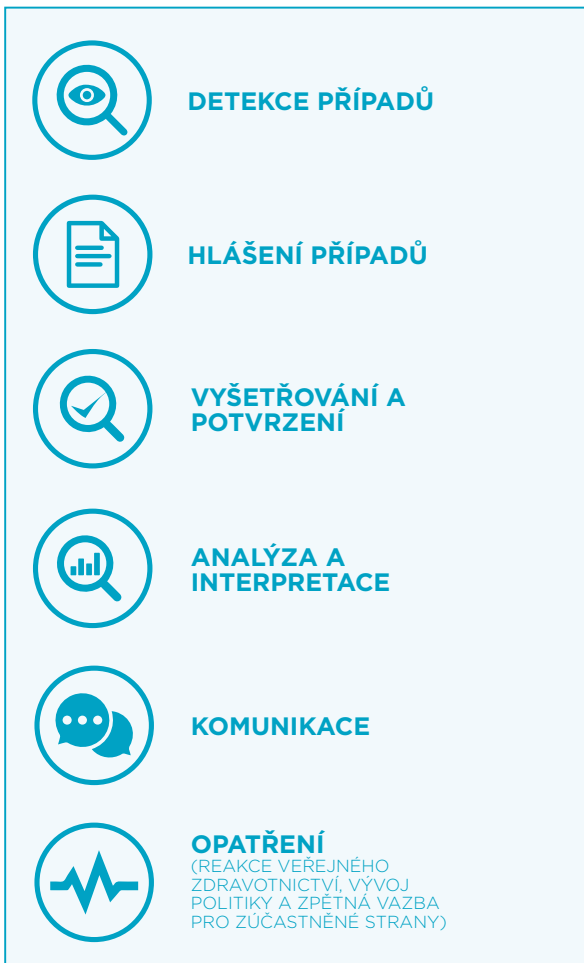 DETEKCE PŘÍPADŮ
HLÁŠENÍ PŘÍPADŮ
VYŠETŘOVÁNÍ A
POTVRZENÍ
ANALÝZA A
INTERPRETACE
KOMUNIKACE
OPATŘENÍ
(REAKCE VEŘEJNÉHO
ZDRAVOTNICTVÍ, VÝVOJ
POLITIKY A ZPĚTNÁ VAZBA
PRO ZÚČASTNĚNÉ STRANY)